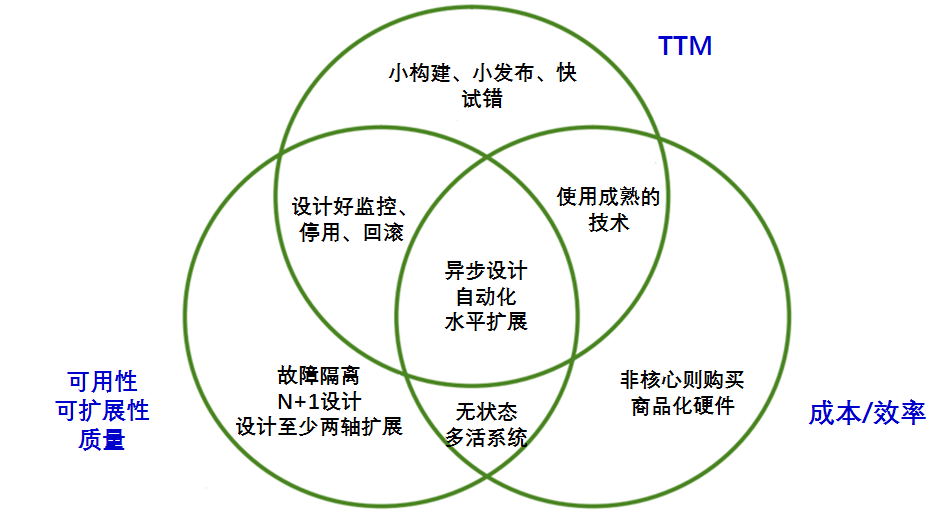 TTM
小构建、小发布、快
试错
设计好监控、
停用、回滚
使用成熟的
技术
异步设计
自动化
水平扩展
可用性
可扩展性
质量
故障隔离
N+1设计
设计至少两轴扩展
无状态
多活系统
非核心则购买
商品化硬件
成本/效率